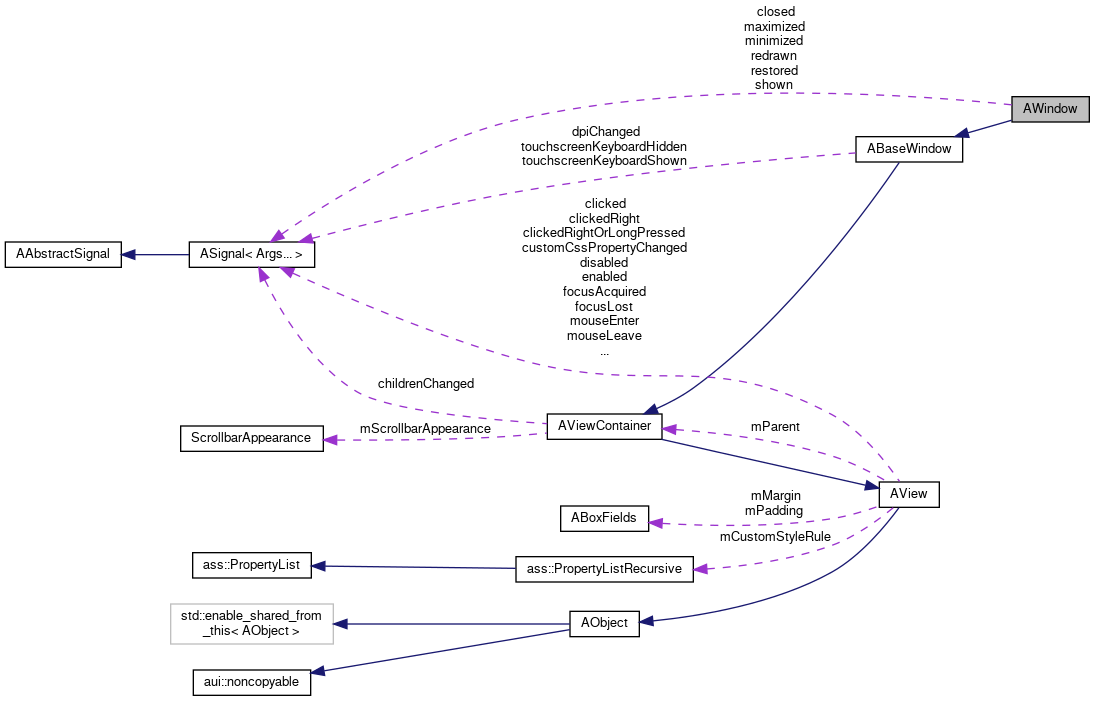 closed
maximized
minimized
redrawn
restored
shown
AWindow
dpiChanged
touchscreenKeyboardHidden
touchscreenKeyboardShown
ABaseWindow
clicked
clickedRight
clickedRightOrLongPressed
customCssPropertyChanged
disabled
enabled
focusAcquired
focusLost
mouseEnter
mouseLeave
...
AAbstractSignal
ASignal< Args... >
childrenChanged
mScrollbarAppearance
ScrollbarAppearance
AViewContainer
mParent
AView
mMargin
mPadding
ABoxFields
mCustomStyleRule
ass::PropertyList
ass::PropertyListRecursive
std::enable_shared_from
_this< AObject >
AObject
aui::noncopyable